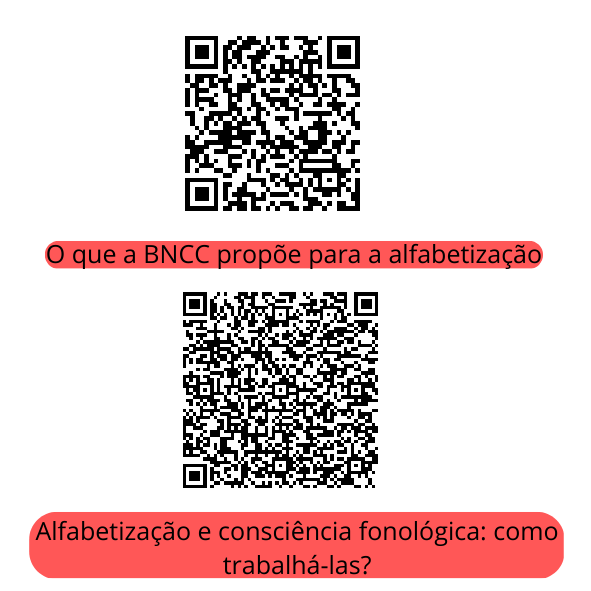 O que a BNCC propõe para a alfabetização
Alfabetização e consciência fonológica: como
trabalhá-las?